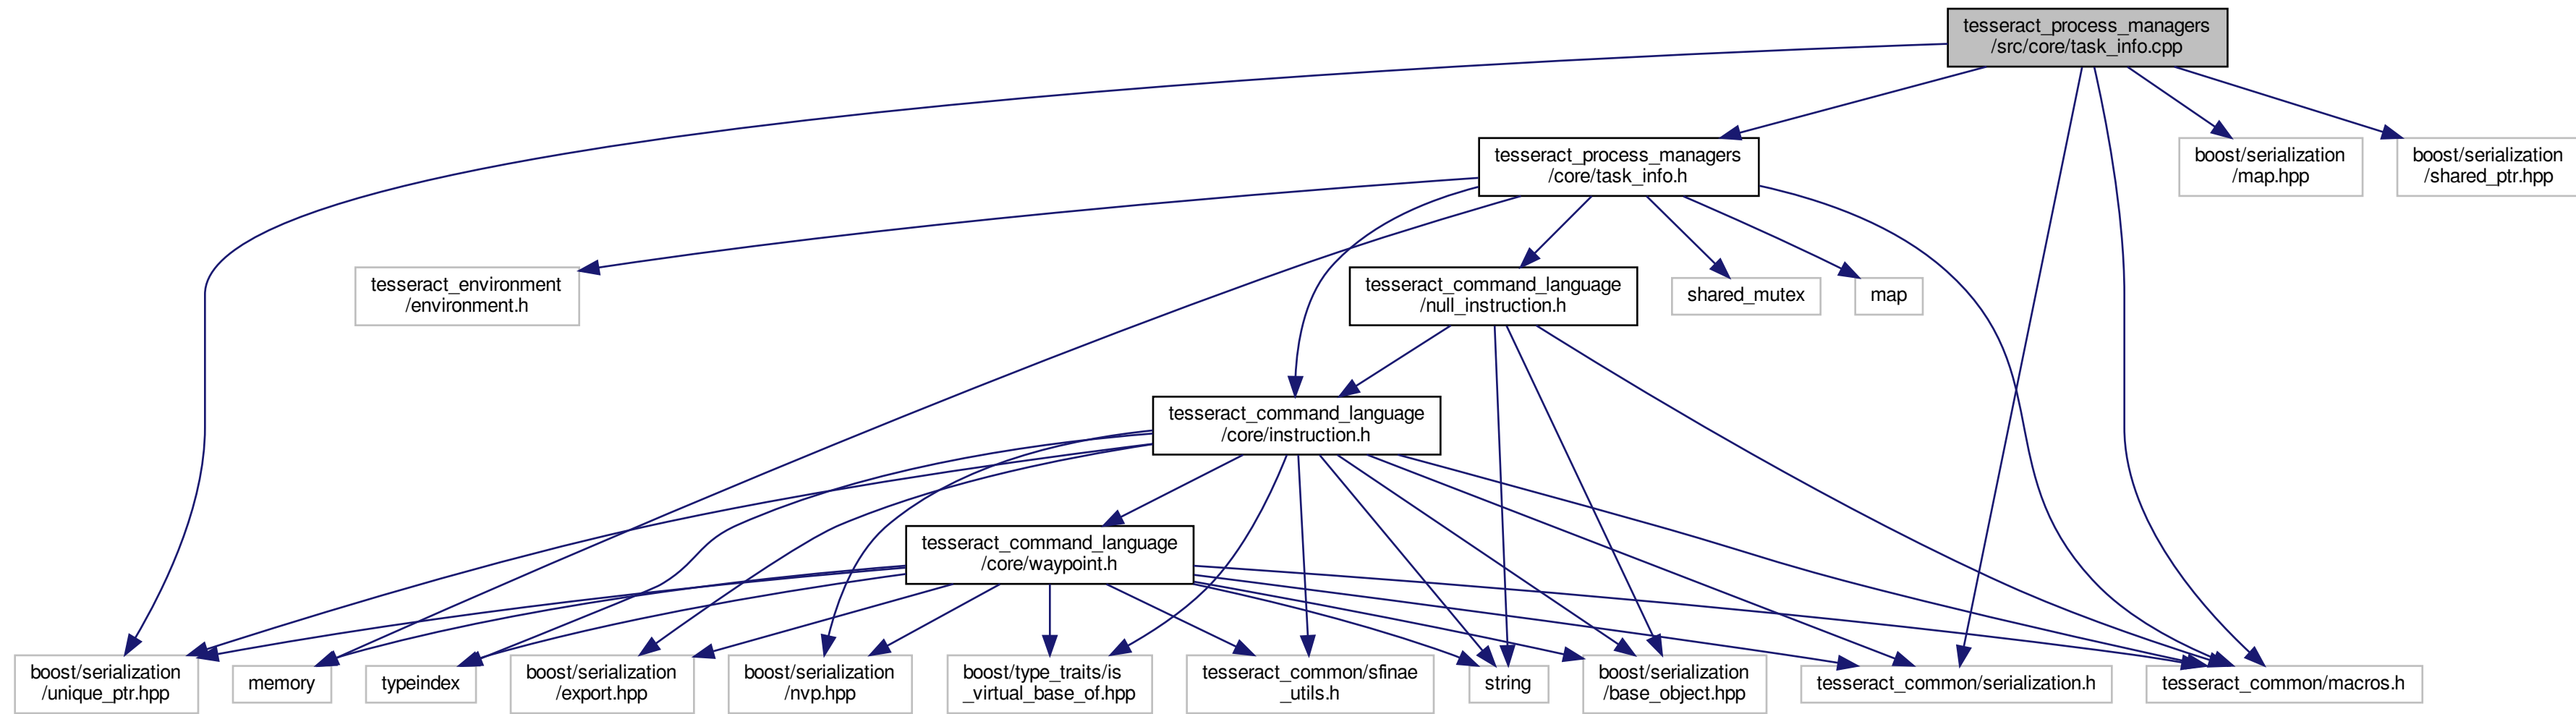 tesseract_process_managers
/src/core/task_info.cpp
tesseract_process_managers
/core/task_info.h
boost/serialization
/map.hpp
boost/serialization
/shared_ptr.hpp
tesseract_environment
/environment.h
tesseract_command_language
/null_instruction.h
shared_mutex
map
tesseract_command_language
/core/instruction.h
tesseract_command_language
/core/waypoint.h
boost/serialization
/unique_ptr.hpp
memory
typeindex
boost/serialization
/export.hpp
boost/serialization
/nvp.hpp
boost/type_traits/is
_virtual_base_of.hpp
tesseract_common/sfinae
_utils.h
string
boost/serialization
/base_object.hpp
tesseract_common/serialization.h
tesseract_common/macros.h